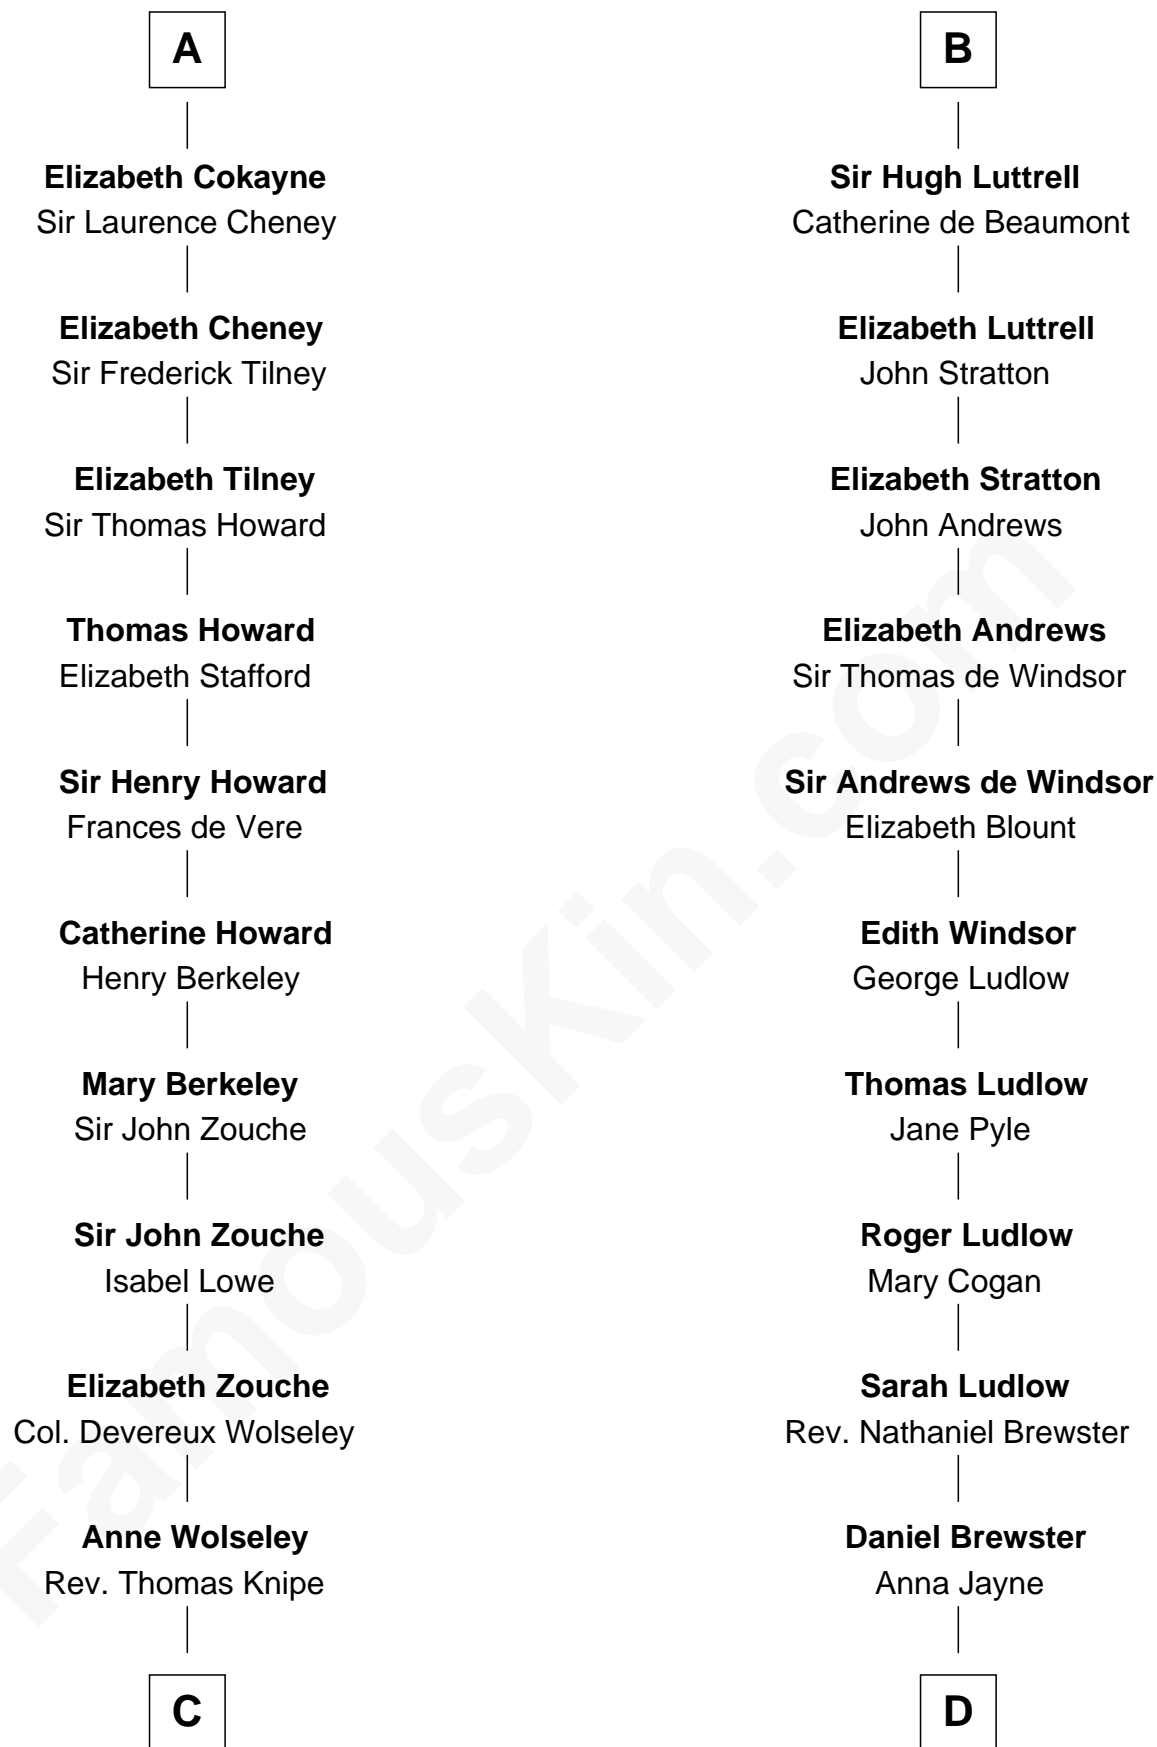 A
Elizabeth Cokayne
Sir Laurence Cheney
Elizabeth Cheney
Sir Frederick Tilney
Elizabeth Tilney
Sir Thomas Howard
Thomas Howard
Elizabeth Stafford
Sir Henry Howard
Frances de Vere
Catherine Howard
Henry Berkeley
Mary Berkeley
Sir John Zouche
Sir John Zouche
Isabel Lowe
Elizabeth Zouche
Col. Devereux Wolseley
Anne Wolseley
Rev. Thomas Knipe
C
B
Sir Hugh Luttrell
Catherine de Beaumont
Elizabeth Luttrell
John Stratton
Elizabeth Stratton
John Andrews
Elizabeth Andrews
Sir Thomas de Windsor
Sir Andrews de Windsor
Elizabeth Blount
Edith Windsor
George Ludlow
Thomas Ludlow
Jane Pyle
Roger Ludlow
Mary Cogan
Sarah Ludlow
Rev. Nathaniel Brewster
Daniel Brewster
Anna Jayne
D
FamousKin.com